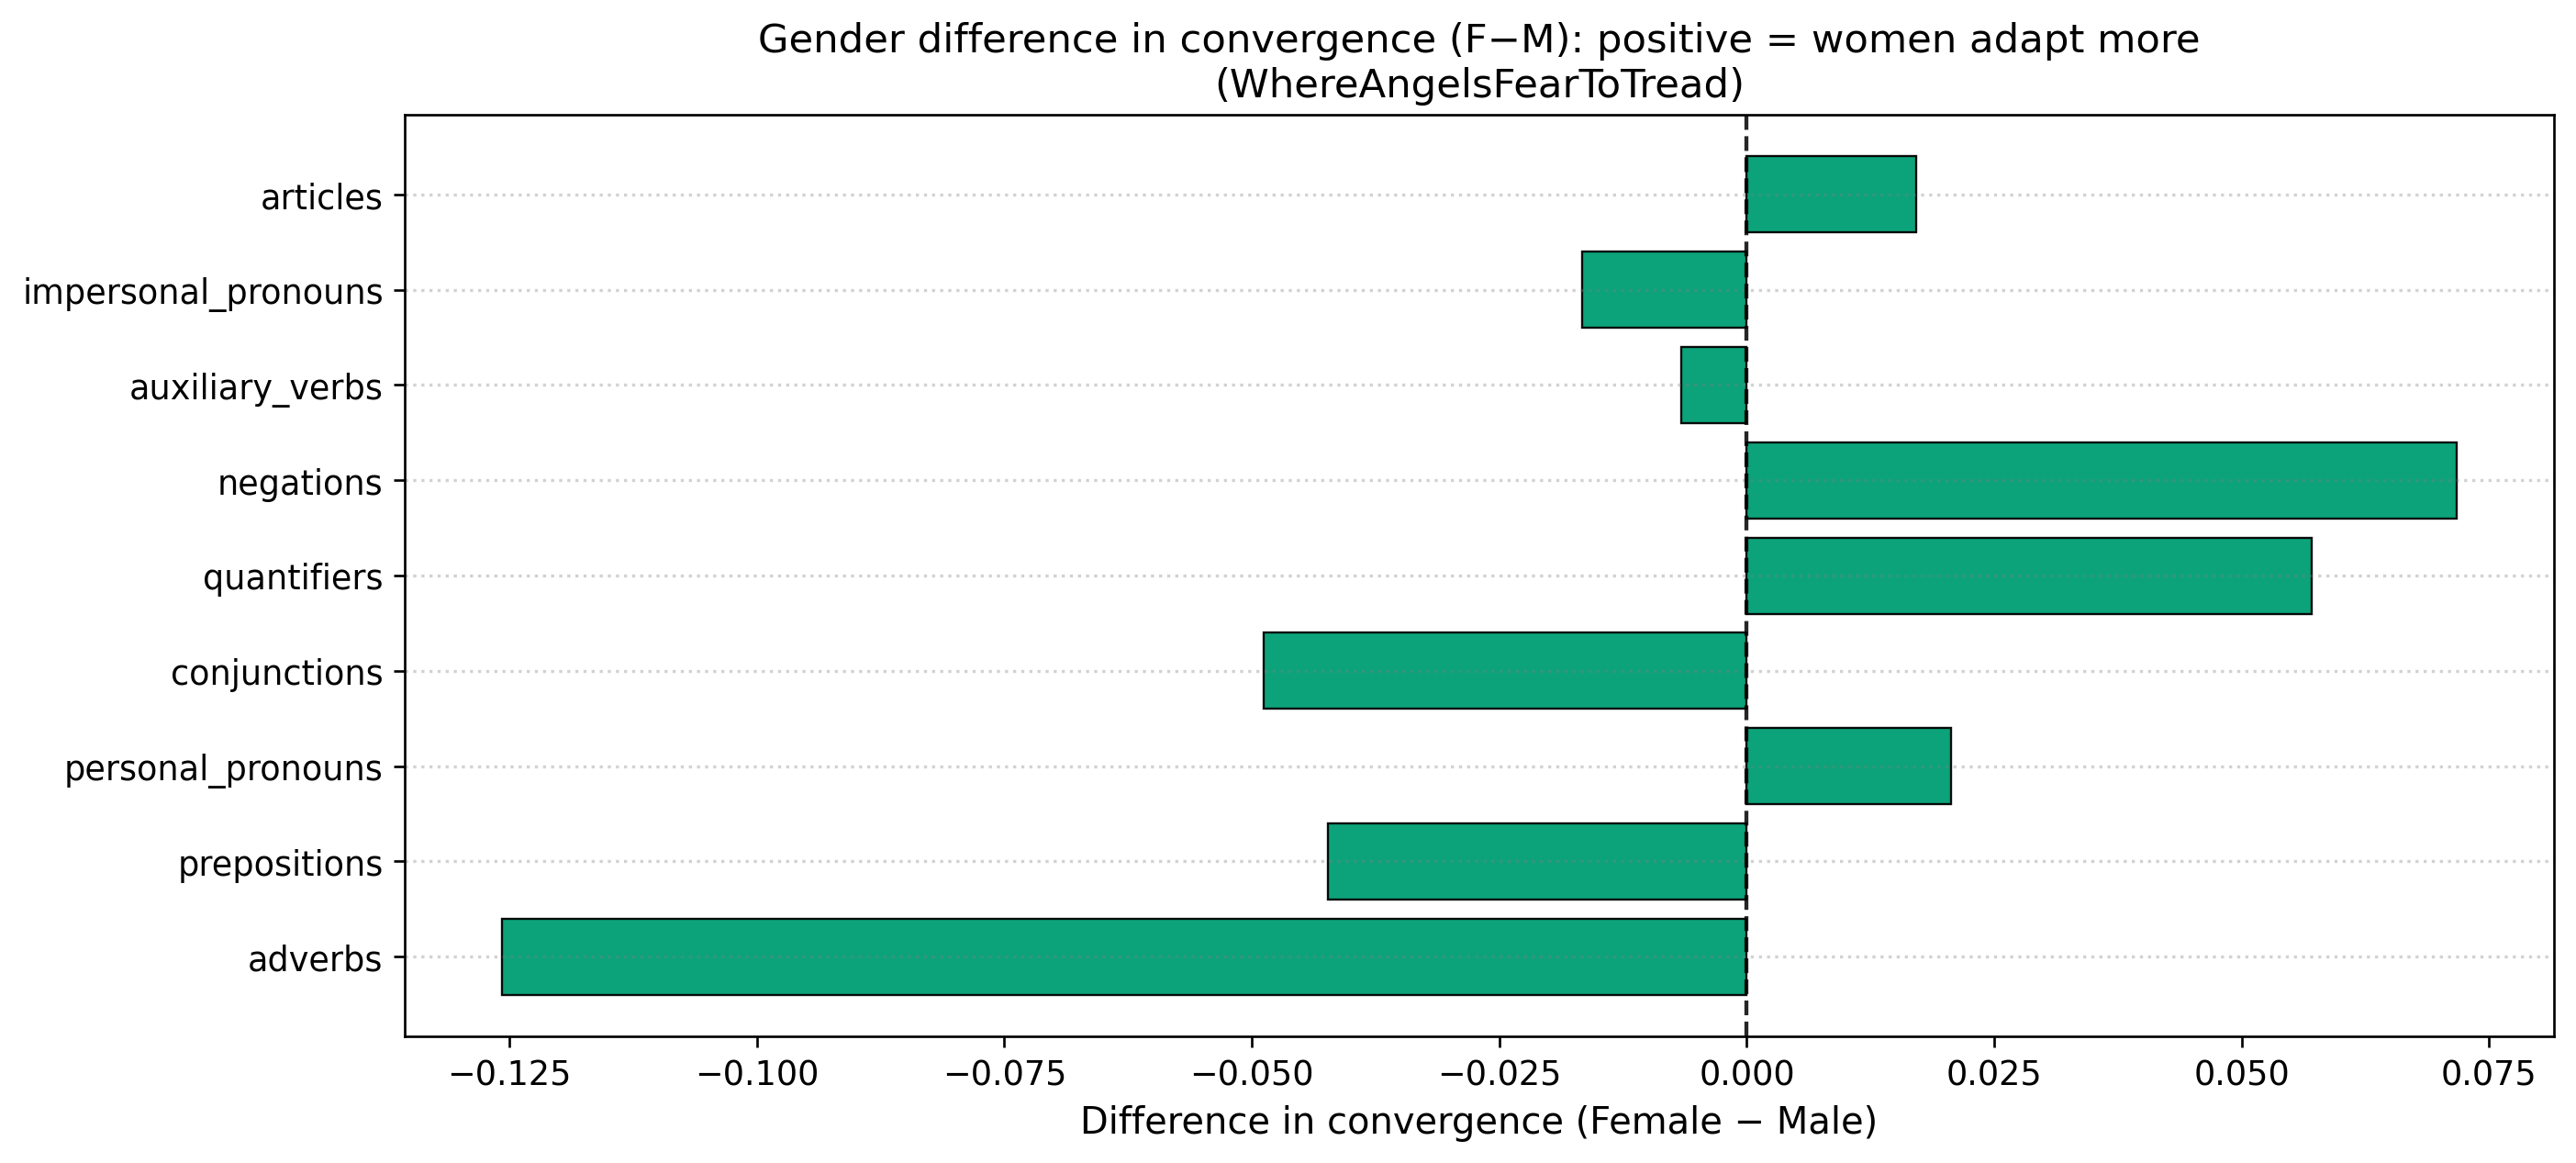 Gender difference in convergence (F−M): positive = women adapt more
(WhereAngelsFearToTread)
articles
impersonal_pronouns
auxiliary_verbs
negations
quantifiers
conjunctions
personal_pronouns
prepositions
adverbs
−0.125 −0.100 −0.075 −0.050 −0.025 0.000 0.025 0.050 0.075
Difference in convergence (Female − Male)